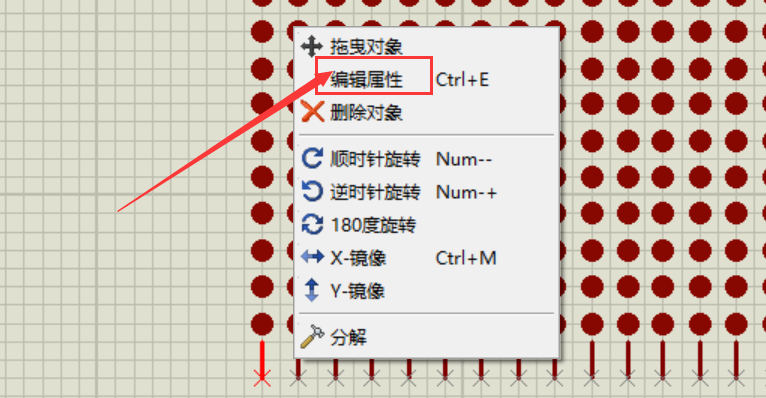 拖曳对象
编辑属性 Ctrl+E
删除对象
顺时针旋转 Num--
逆时针旋转 Num-+
180度旋转
X-镜像 Ctrl+M
Y-镜像
分解